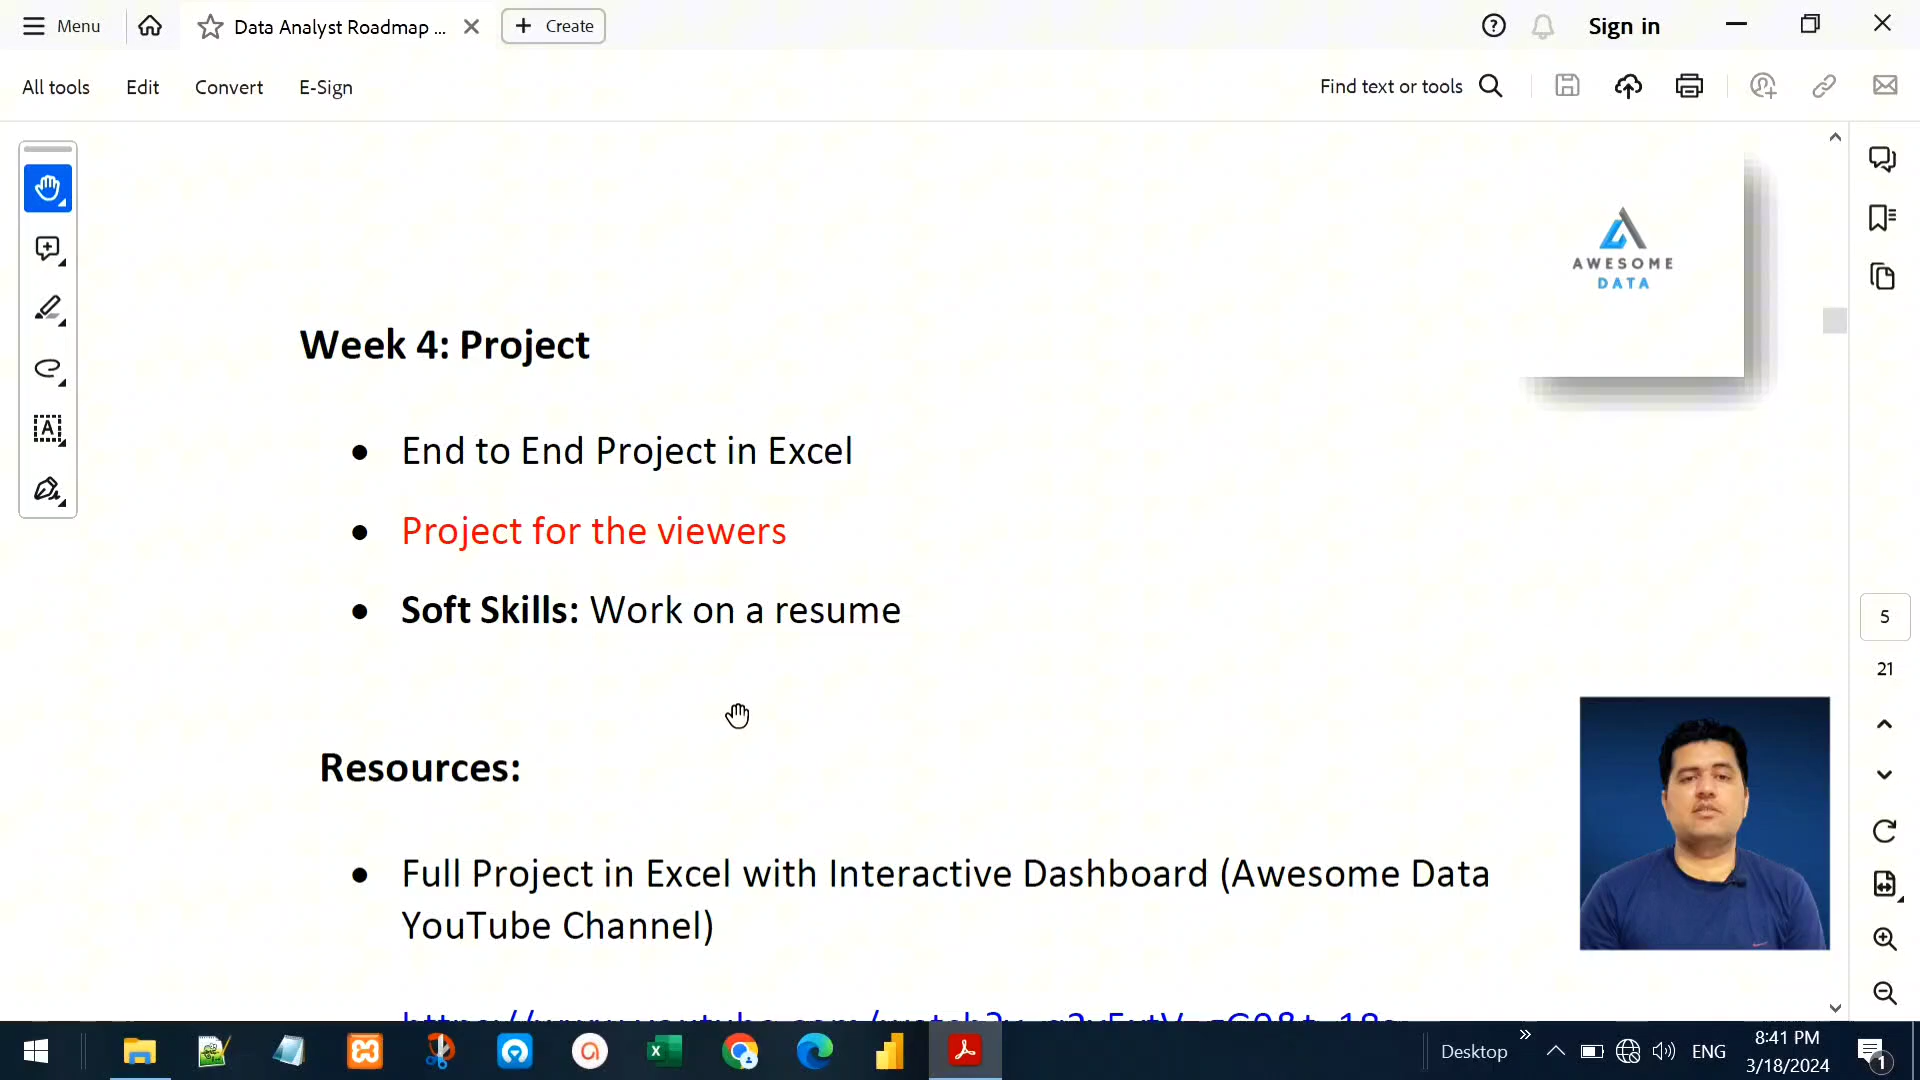 Menu
Data Analyst Roadmap ...
Create
Sign in
All tools
Edit
Convert
E-Sign
Find text or tools
AWESOME
DATA
Week 4: Project
• End to End Project in Excel
• Project for the viewers
• Soft Skills: Work on a resume
5
21
Resources:
• Full Project in Excel with Interactive Dashboard (Awesome Data
YouTube Channel)
Desktop
ENG
8:41 PM
3/18/2024
1